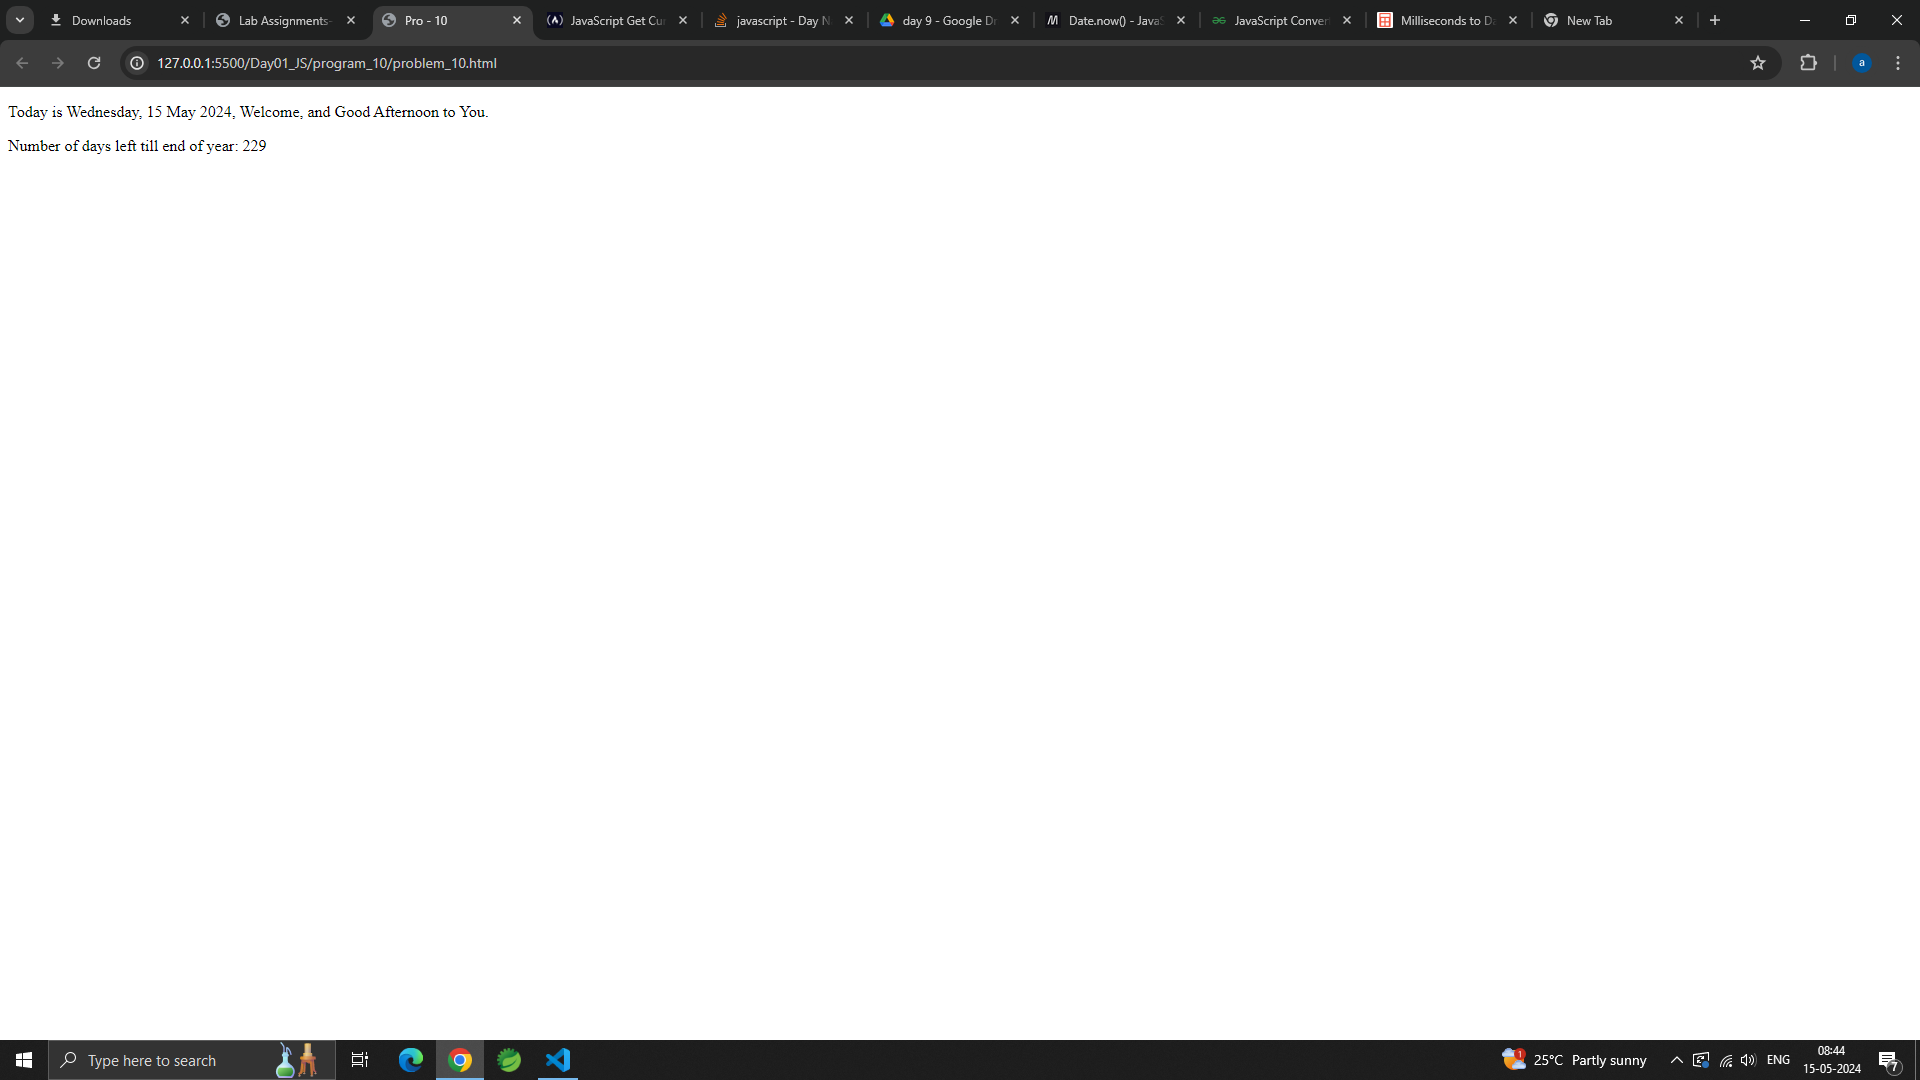 Downloads
Lab Assignments-
Pro - 10
JavaScript Get Cur
javascript - Day N
day 9 - Google Dr
Date.now() - JavaS
JavaScript Conver
Milliseconds to Da
New Tab
127.0.0.1:5500/Day01_JS/program_10/problem_10.html
a
Today is Wednesday, 15 May 2024, Welcome, and Good Afternoon to You.
Number of days left till end of year: 229
Type here to search
1
25°C Partly sunny
ENG
08:44
15-05-2024
7